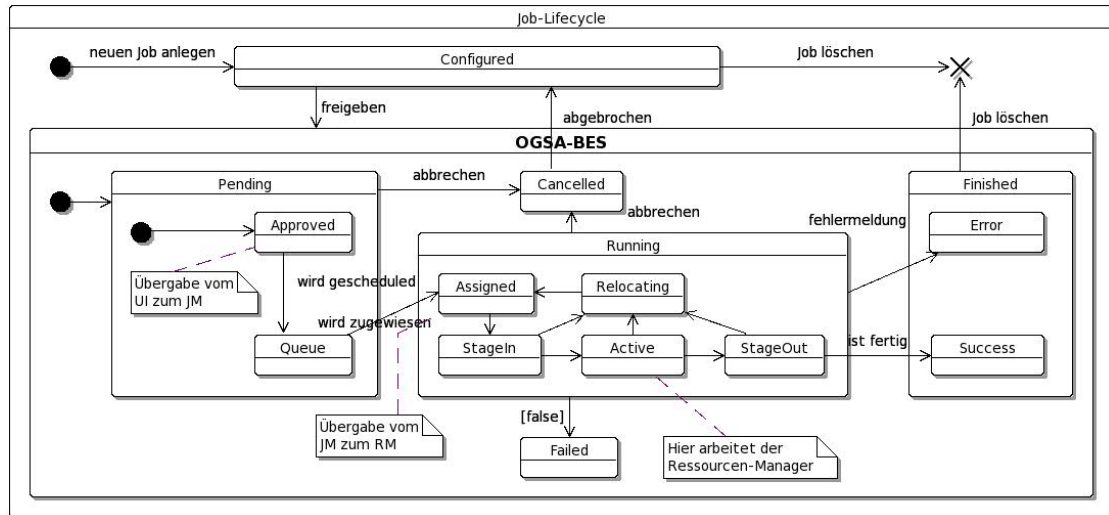 Job-Lifecycle
neuen Job anlegen
Configured
Job löschen
freigeben
abgebrochen
Job löschen
OGSA-BES
Pending
abbrechen
Cancelled
Finished
Approved
abbrechen
fehlermeldung
Error
Running
Übergabe vom
UI zum JM
wird gescheduled
Assigned
Relocating
wird zugewiesen
Queue
StageIn
Active
StageOut
ist fertig
Success
Übergabe vom
JM zum RM
[false]
Failed
Hier arbeitet der
Ressourcen-Manager